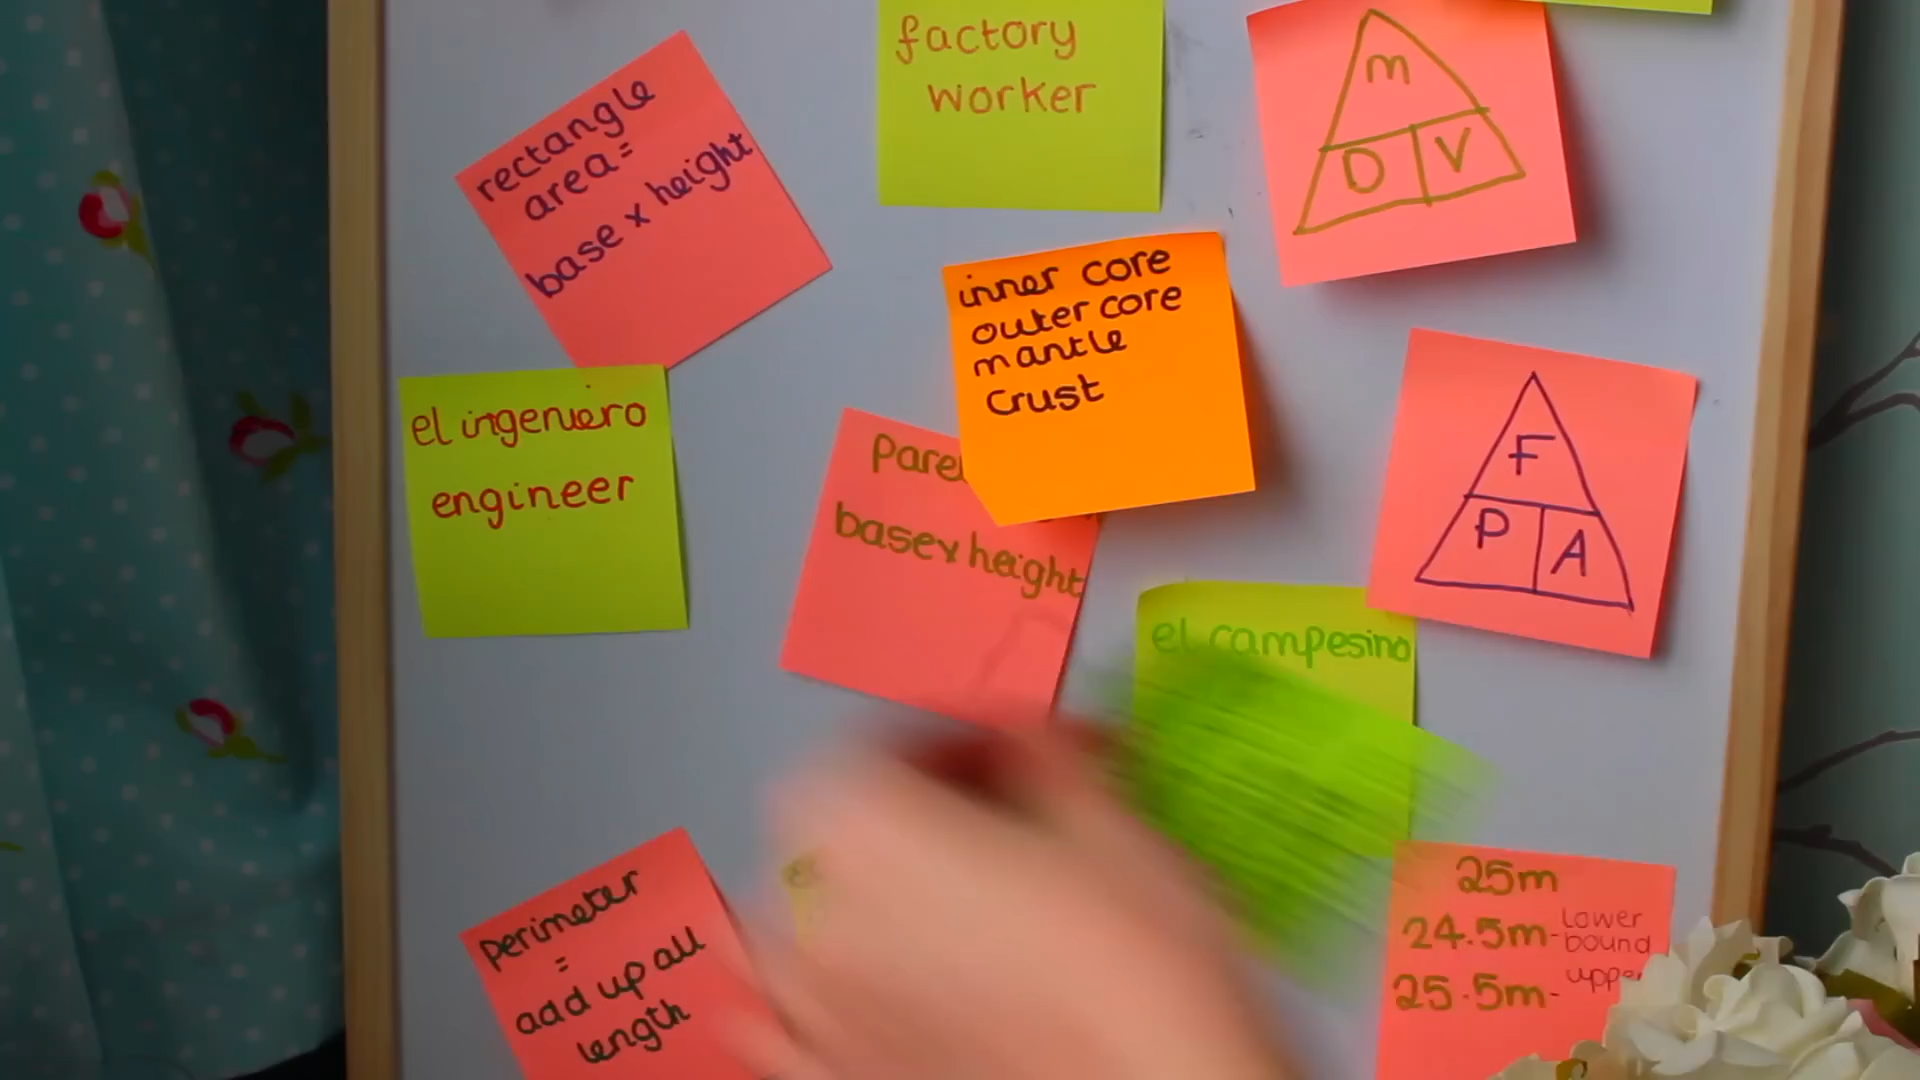 factory
worker
m
D V
rectangle
area =
base x height
inner core
outer core
mantle
crust
el ingeniero
engineer
F
P A
base x height
el campesino
perimeter
=
add up all
length
25m
24.5m- lower
bound
25.5m-